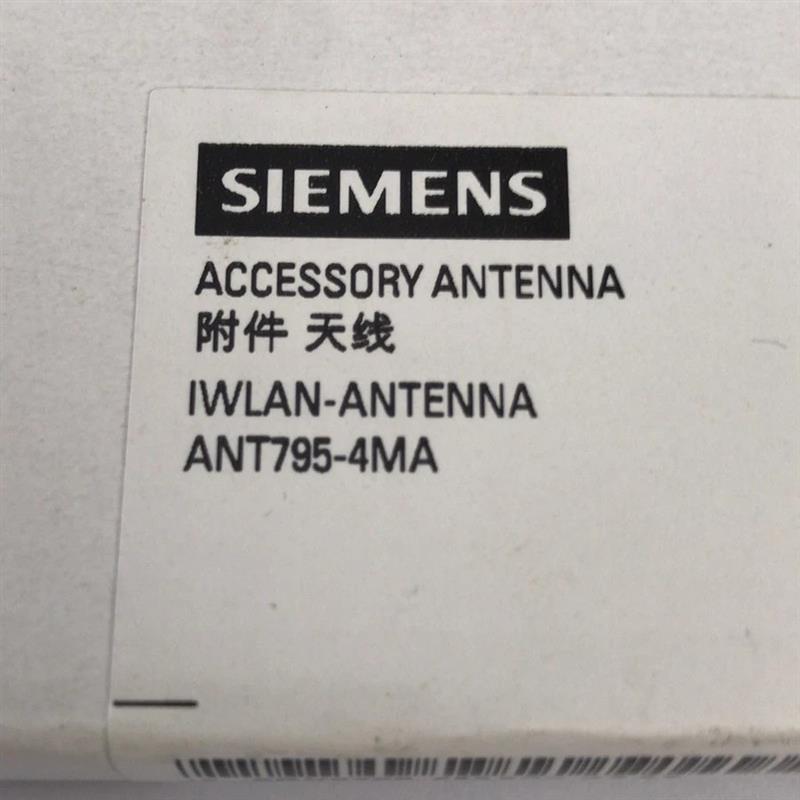 SIEMENS
ACCESSORY ANTENNA
附件 天线
IWLAN-ANTENNA
ANT795-4MA